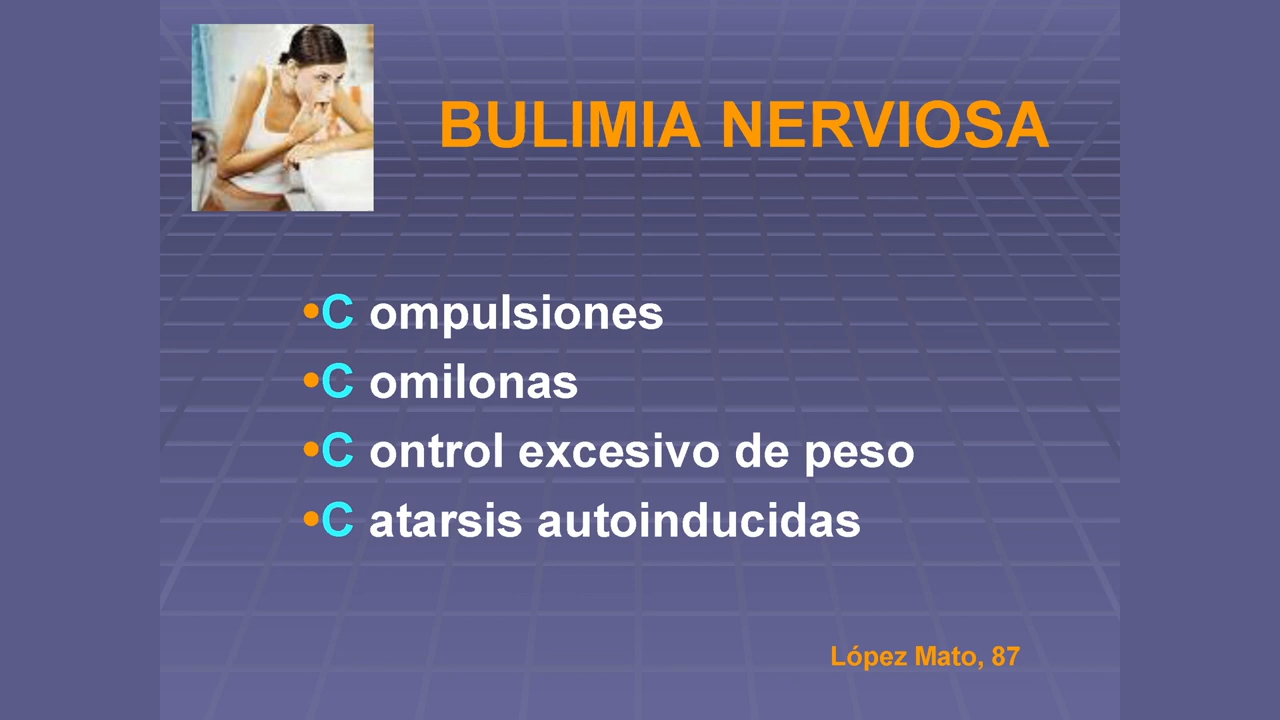 BULIMIA NERVIOSA
•C ompulsiones
•C omilonas
•C ontrol excesivo de peso
•C atarsis autoinducidas
López Mato, 87